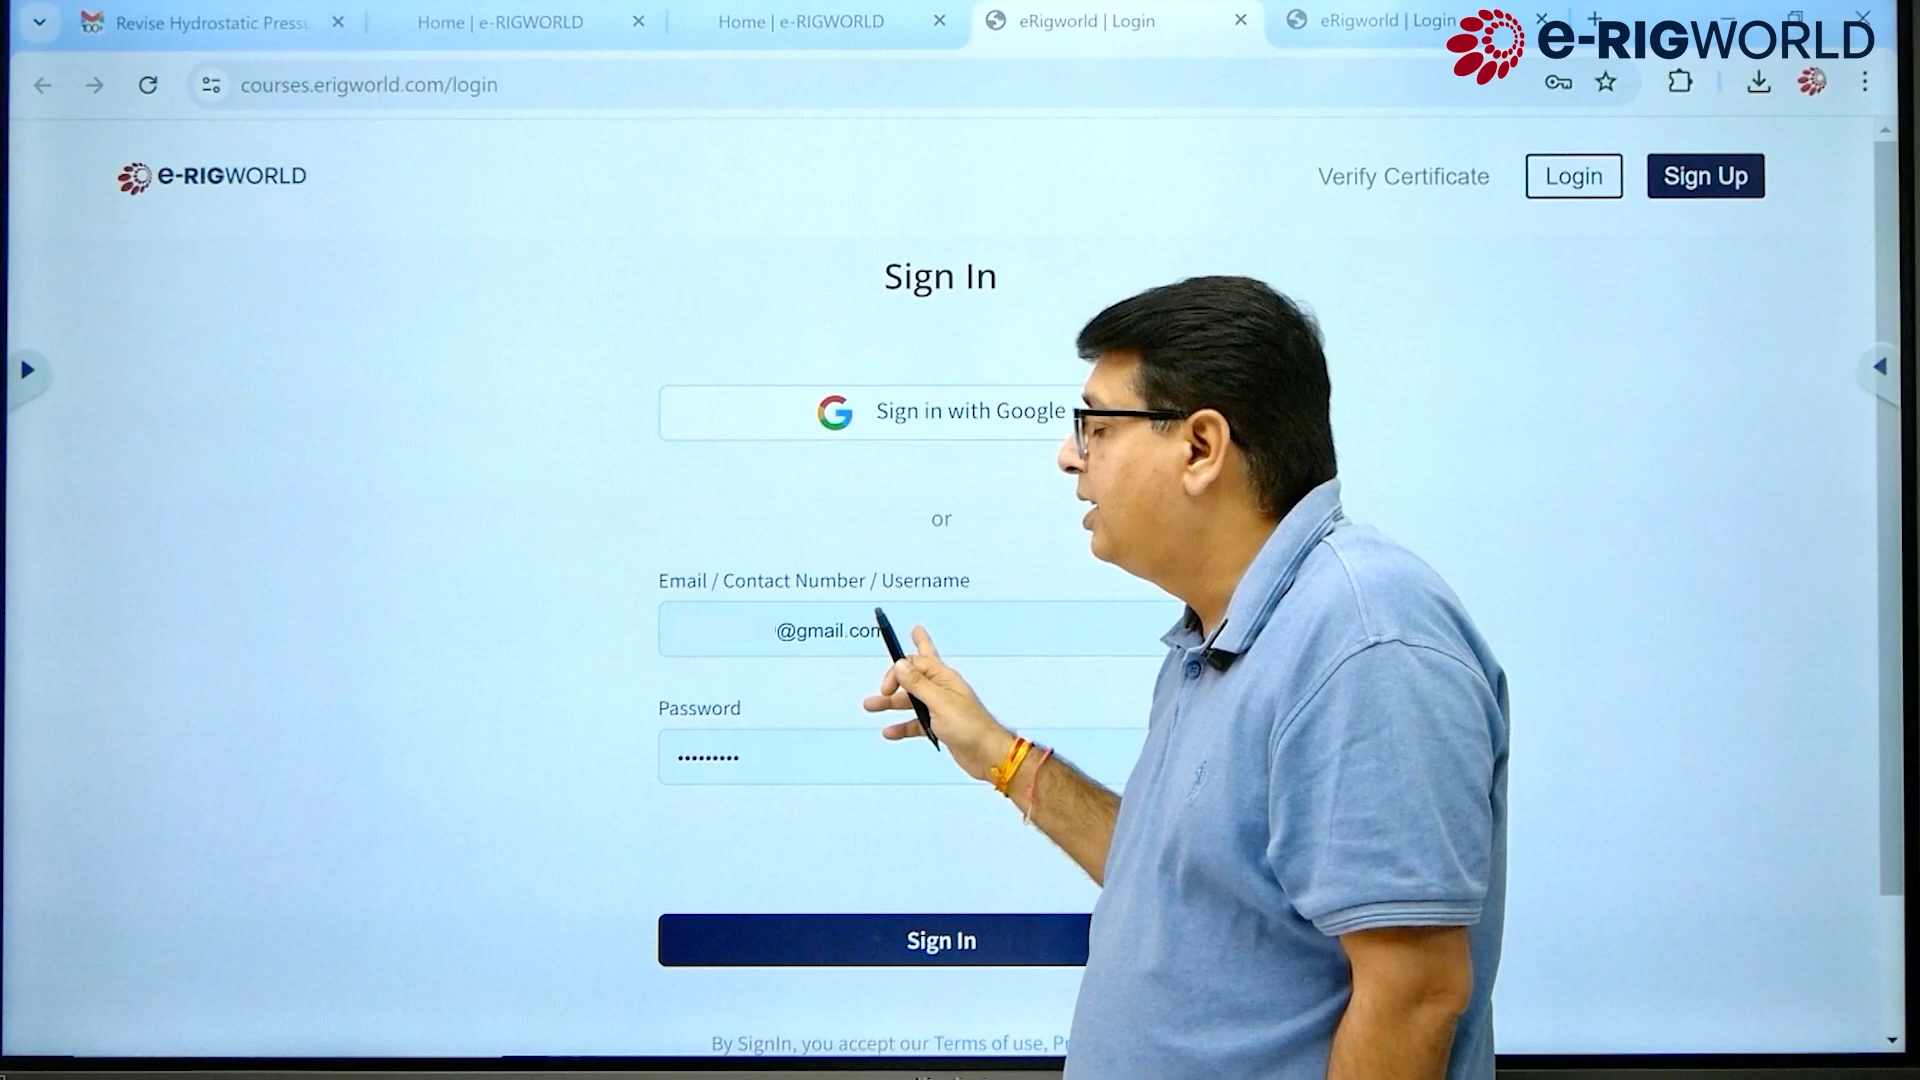 Revise Hydrostatic Pressu
Home | e-RIGWORLD
Home | e-RIGWORLD
eRigworld | Login
eRigworld | Login
e-RIGWORLD
courses.erigworld.com/login
e-RIGWORLD
Verify Certificate
Login
Sign Up
Sign In
Sign in with Google
or
Email / Contact Number / Username
@gmail.com
Password
Sign In
By SignIn, you accept our Terms of use, Pr